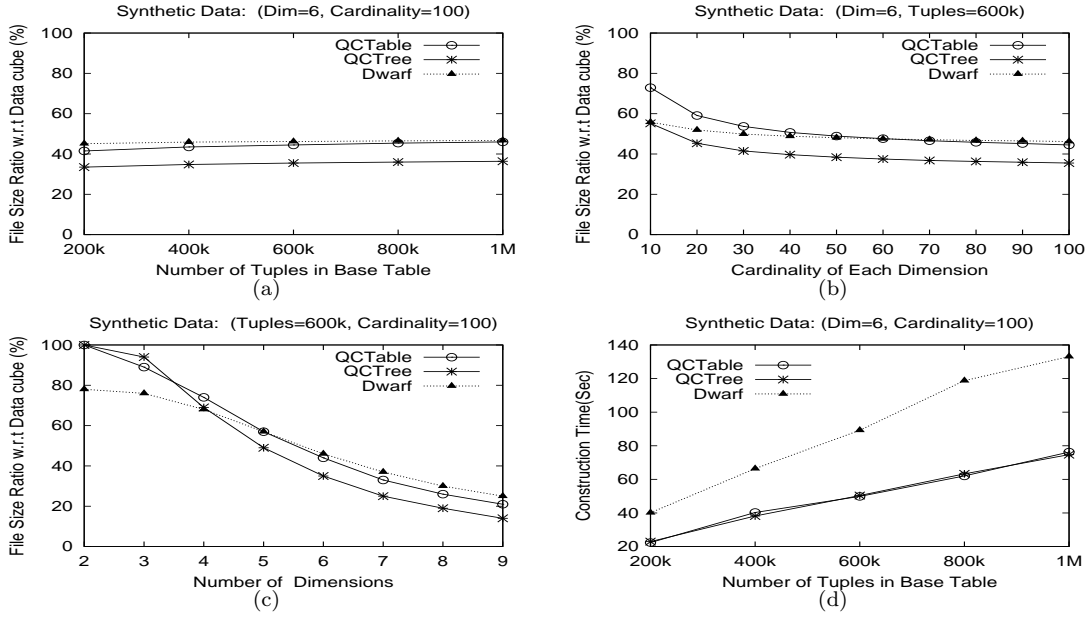 Synthetic Data: (Dim=6, Cardinality=100)
File Size Ratio w.r.t Data cube (%)
100
80
60
40
20
0
QCTable
QCTree
Dwarf
200k 400k 600k 800k 1M
Number of Tuples in Base Table
(a)
Synthetic Data: (Dim=6, Tuples=600k)
File Size Ratio w.r.t Data cube (%)
100
80
60
40
20
0
QCTable
QCTree
Dwarf
10 20 30 40 50 60 70 80 90 100
Cardinality of Each Dimension
(b)
Synthetic Data: (Tuples=600k, Cardinality=100)
File Size Ratio w.r.t Data cube (%)
100
80
60
40
20
0
QCTable
QCTree
Dwarf
2 3 4 5 6 7 8 9
Number of Dimensions
(c)
Synthetic Data: (Dim=6, Cardinality=100)
Construction Time(Sec)
140
120
100
80
60
40
20
QCTable
QCTree
Dwarf
200k 400k 600k 800k 1M
Number of Tuples in Base Table
(d)